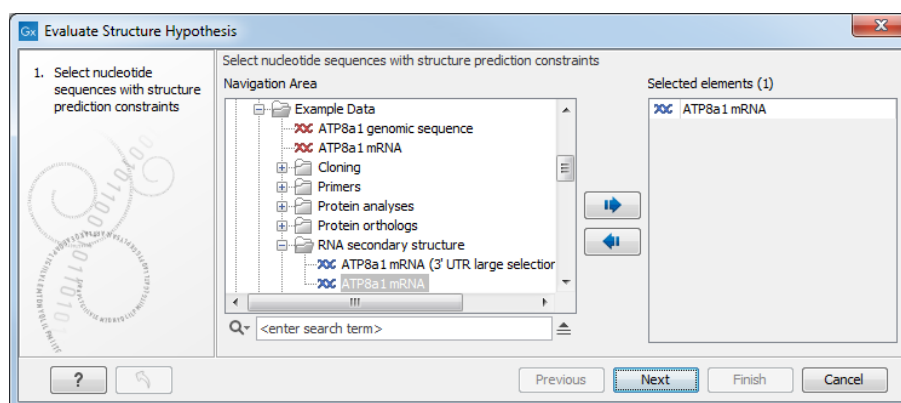 Gx Evaluate Structure Hypothesis
1. Select nucleotide
sequences with structure
prediction constraints
Select nucleotide sequences with structure prediction constraints
Navigation Area
Example Data
ATP8a1 genomic sequence
ATP8a1 mRNA
Cloning
Primers
Protein analyses
Protein orthologs
RNA secondary structure
ATP8a1 mRNA (3' UTR large selection
ATP8a1 mRNA
<enter search term>
Selected elements (1)
ATP8a1 mRNA
?
Previous
Next
Finish
Cancel